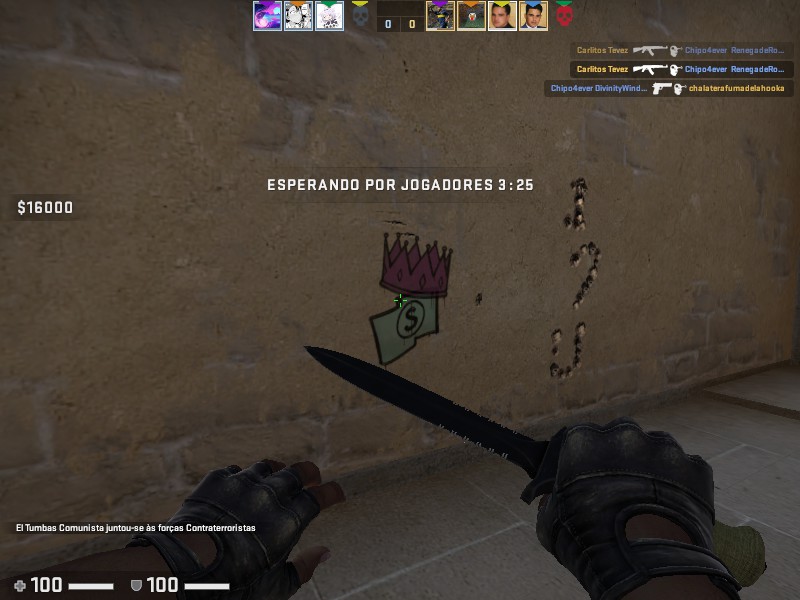 0 0
Carlitos Tevez Chipo4ever RenegadeRo...
Carlitos Tevez Chipo4ever RenegadeRo...
Chipo4ever DivinityWind... chalaterafumadelahooka
ESPERANDO POR JOGADORES 3:25
$16000
$
El Tumbas Comunista juntou-se às forças Contraterroristas
100 100